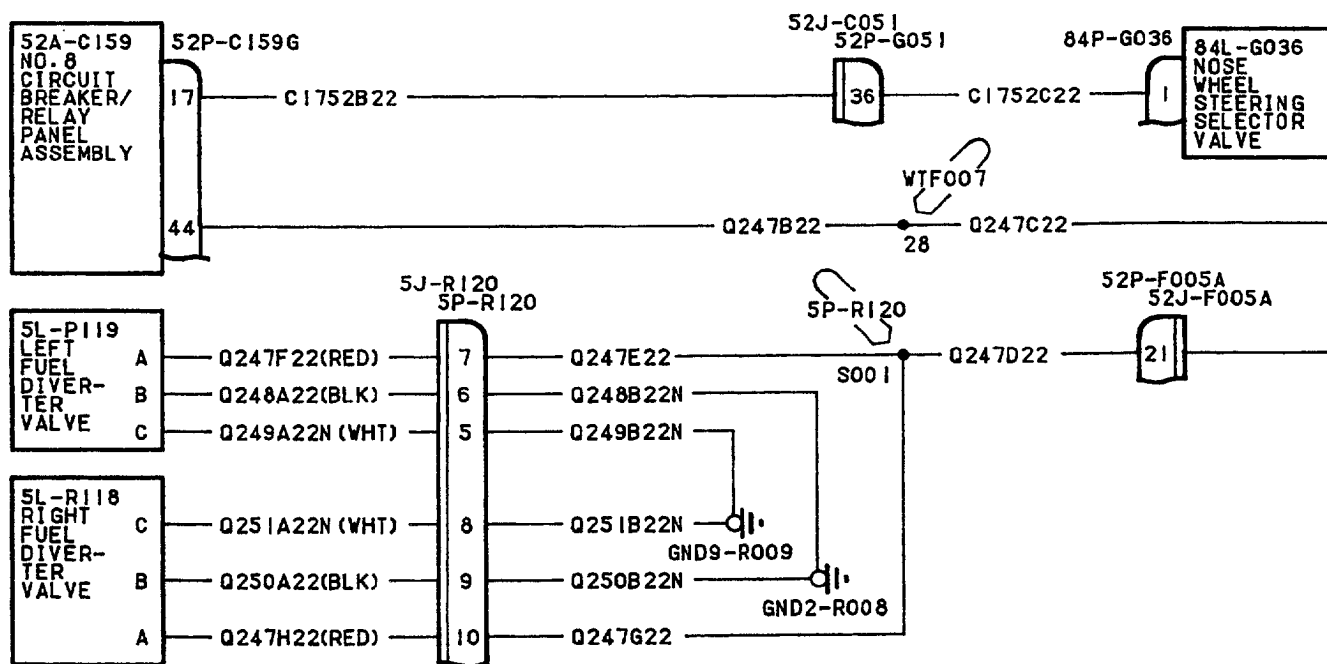 52A-C159
NO.8
CIRCUIT
BREAKER/
RELAY
PANEL
ASSEMBLY
52P-C159G
17
C1752B22
52J-C051
52P-G051
36
C1752C22
84P-G036
1
84L-G036
NOSE
WHEEL
STEERING
SELECTOR
VALVE
44
Q247B22
WTF007
28
Q247C22
5L-P119
LEFT
FUEL
DIVER-
TER
VALVE
A
Q247F22(RED)
B
Q248A22(BLK)
C
Q249A22N(WHT)
5J-R120
5P-R120
7
Q247E22
6
Q248B22N
5
Q249B22N
5P-R120
S001
Q247D22
52P-F005A
52J-F005A
21
5L-R118
RIGHT
FUEL
DIVER-
TER
VALVE
C
Q251A22N(WHT)
8
Q251B22N
GND9-R009
B
Q250A22(BLK)
9
Q250B22N
GND2-R008
A
Q247H22(RED)
10
Q247G22